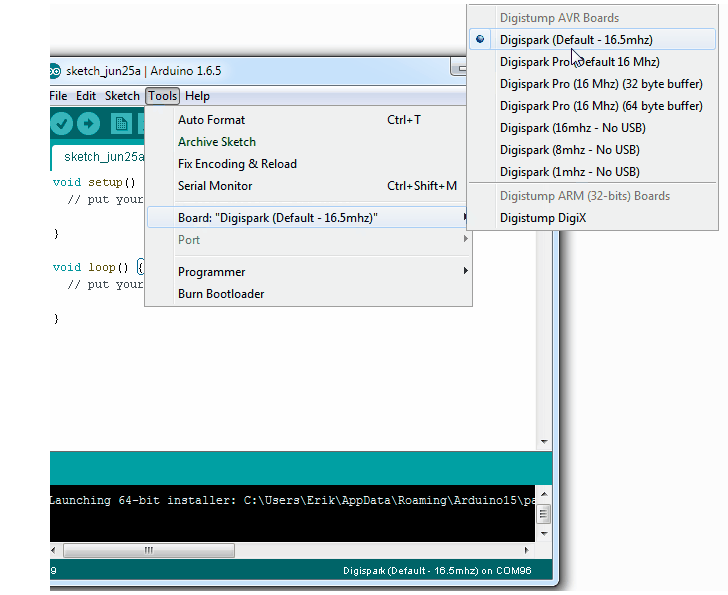 Digistump AVR Boards
Digispark (Default - 16.5mhz)
Digispark Pro Default 16 Mhz)
Digispark Pro (16 Mhz) (32 byte buffer)
Digispark Pro (16 Mhz) (64 byte buffer)
Digispark (16mhz - No USB)
Digispark (8mhz - No USB)
Digispark (1mhz - No USB)
Digistump ARM (32-bits) Boards
Digistump DigiX
sketch_jun25a | Arduino 1.6.5
File Edit Sketch Tools Help
Auto Format Ctrl+T
Archive Sketch
Fix Encoding & Reload
Serial Monitor Ctrl+Shift+M
Board: "Digispark (Default - 16.5mhz)"
Port
Programmer
Burn Bootloader
sketch_jun25a
void setup()
// put your
}
void loop() {
// put your
}
Launching 64-bit installer: C:\Users\Erik\AppData\Roaming\Arduino15\pa
9 Digispark (Default - 16.5mhz) on COM96